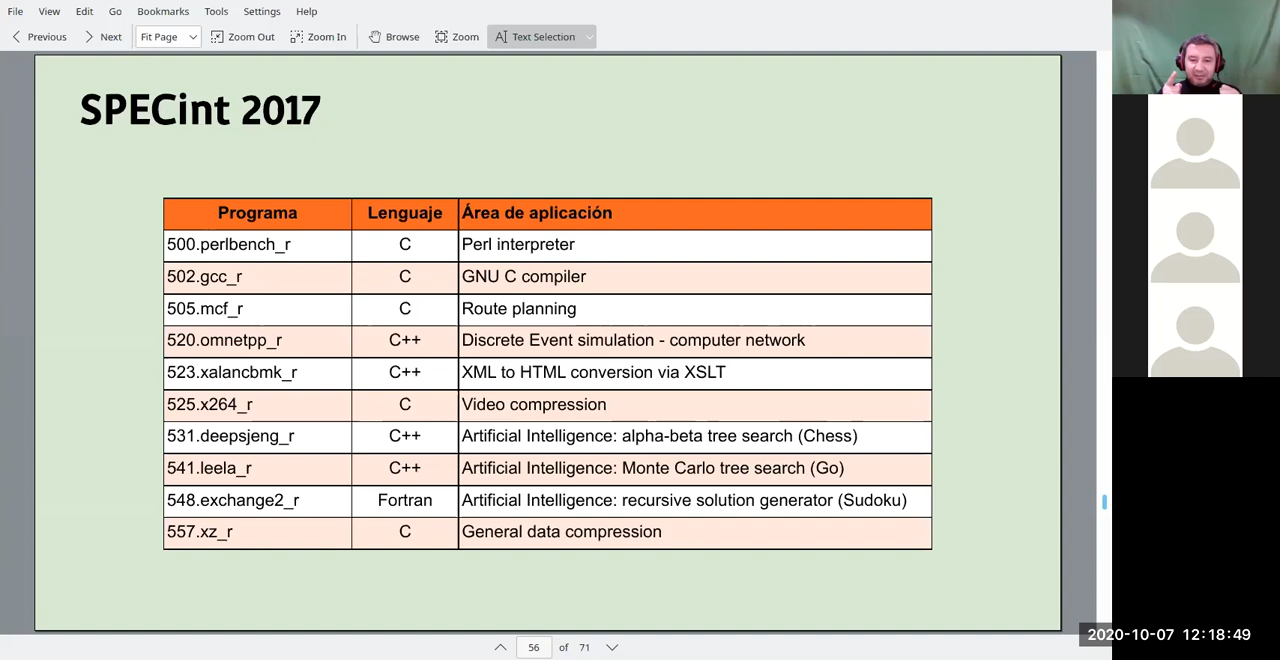 File View Edit Go Bookmarks Tools Settings Help
Previous Next Fit Page Zoom Out Zoom In Browse Zoom Text Selection
SPECint 2017
Programa Lenguaje Área de aplicación
500.perlbench_r C Perl interpreter
502.gcc_r C GNU C compiler
505.mcf_r C Route planning
520.omnetpp_r C++ Discrete Event simulation - computer network
523.xalancbmk_r C++ XML to HTML conversion via XSLT
525.x264_r C Video compression
531.deepsjeng_r C++ Artificial Intelligence: alpha-beta tree search (Chess)
541.leela_r C++ Artificial Intelligence: Monte Carlo tree search (Go)
548.exchange2_r Fortran Artificial Intelligence: recursive solution generator (Sudoku)
557.xz_r C General data compression
56 of 71
2020-10-07 12:18:49